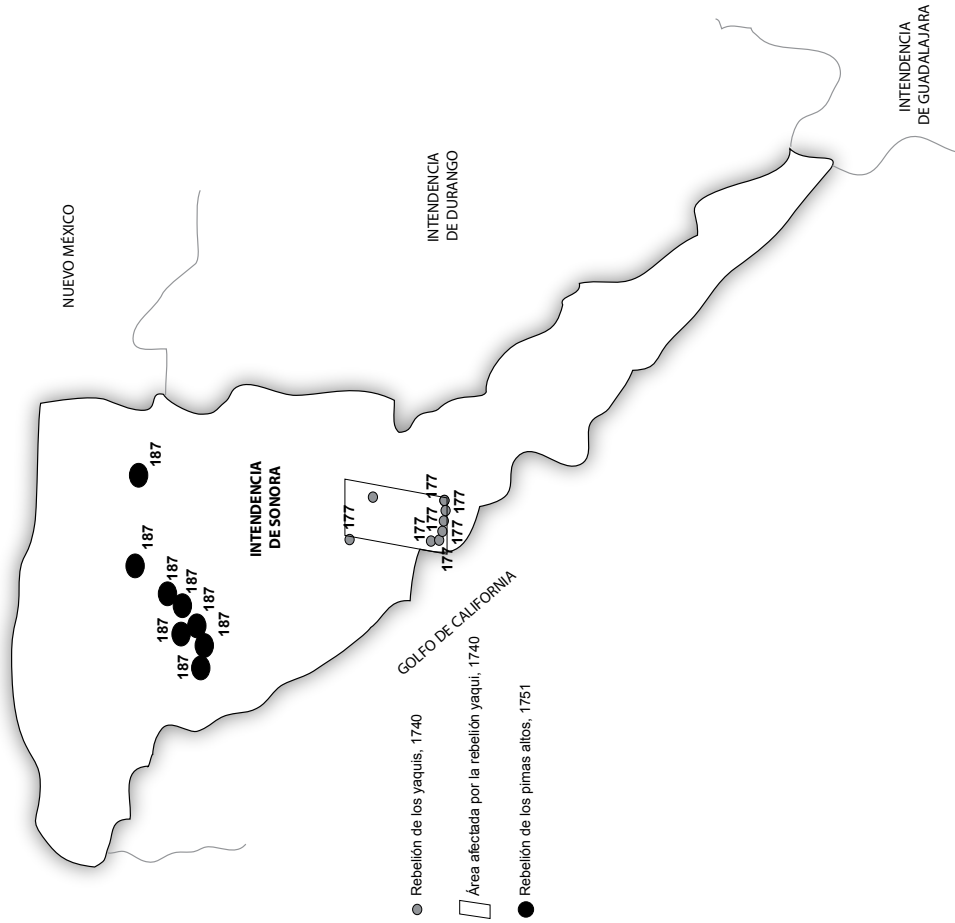 NUEVO MÉXICO
187
187
187
187
187
187
187
187
INTENDENCIA
DE SONORA
INTENDENCIA
DE DURANGO
INTENDENCIA
DE GUADALAJARA
177
177
177
177
177
177
177
GOLFO DE CALIFORNIA
Rebelión de los yaquis, 1740
Área afectada por la rebelión yaqui, 1740
Rebelión de los pimas altos, 1751